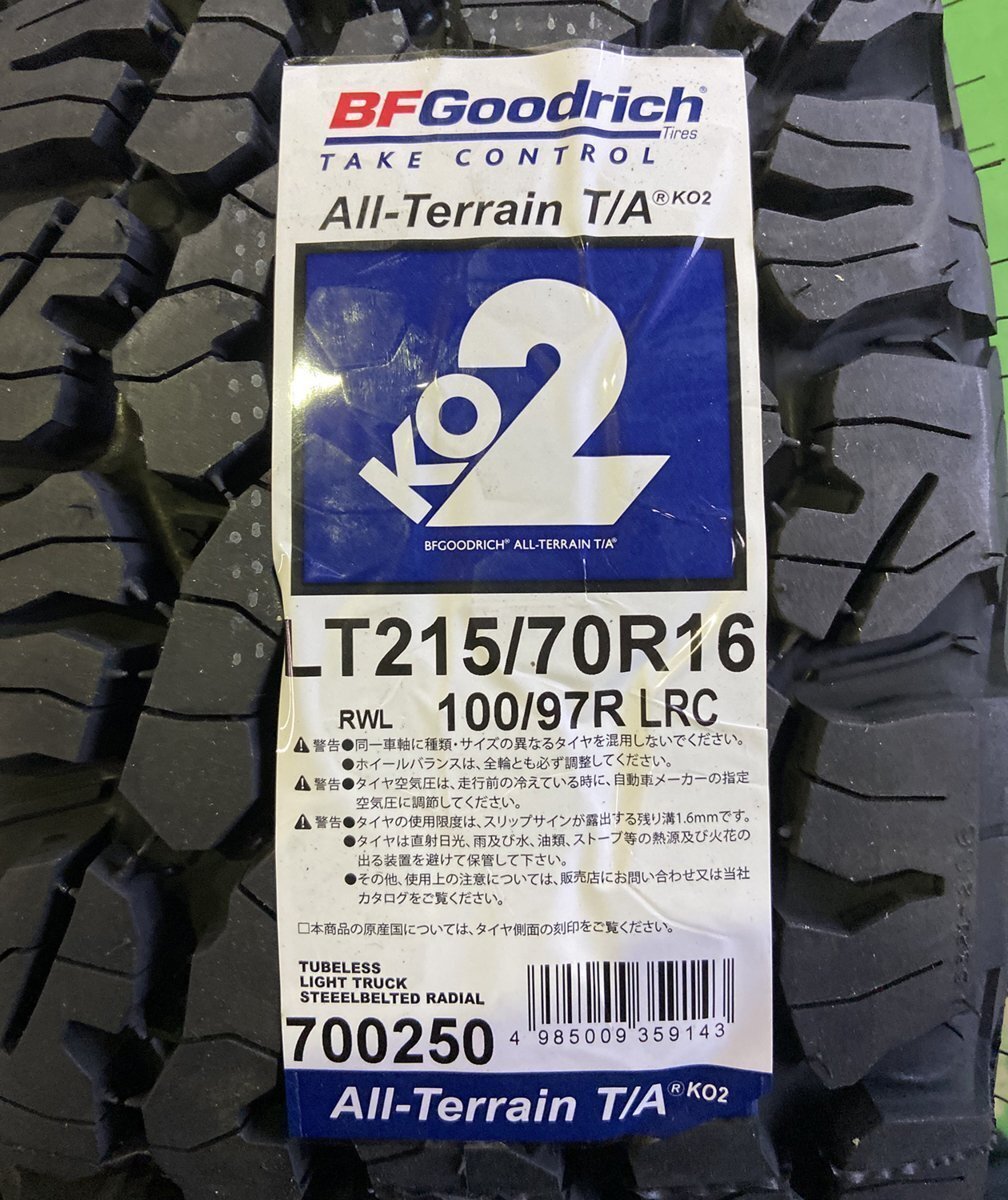 BFGoodrich®
Tires
TAKE CONTROL
All-Terrain T/A® KO2
KO2
BFGOODRICH® ALL-TERRAIN T/A®
LT215/70R16
RWL 100/97R LRC
警告●同一車軸に種類・サイズの異なるタイヤを混用しないでください。
●ホイールバランスは、全輪とも必ず調整してください。
警告●タイヤ空気圧は、走行前の冷えている時に、自動車メーカーの指定
空気圧に調節してください。
警告●タイヤの使用限度は、スリップサインが露出する残り溝1.6mmです。
●タイヤは直射日光、雨及び水、油類、ストーブ等の熱源及び火花の
出る装置を避けて保管して下さい。
●その他、使用上の注意については、販売店にお問い合わせ又は当社
カタログをご覧ください。
□本商品の原産国については、タイヤ側面の刻印をご覧ください。
TUBELESS
LIGHT TRUCK
STEEELBELTED RADIAL
700250
4 985009 359143
All-Terrain T/A® KO2